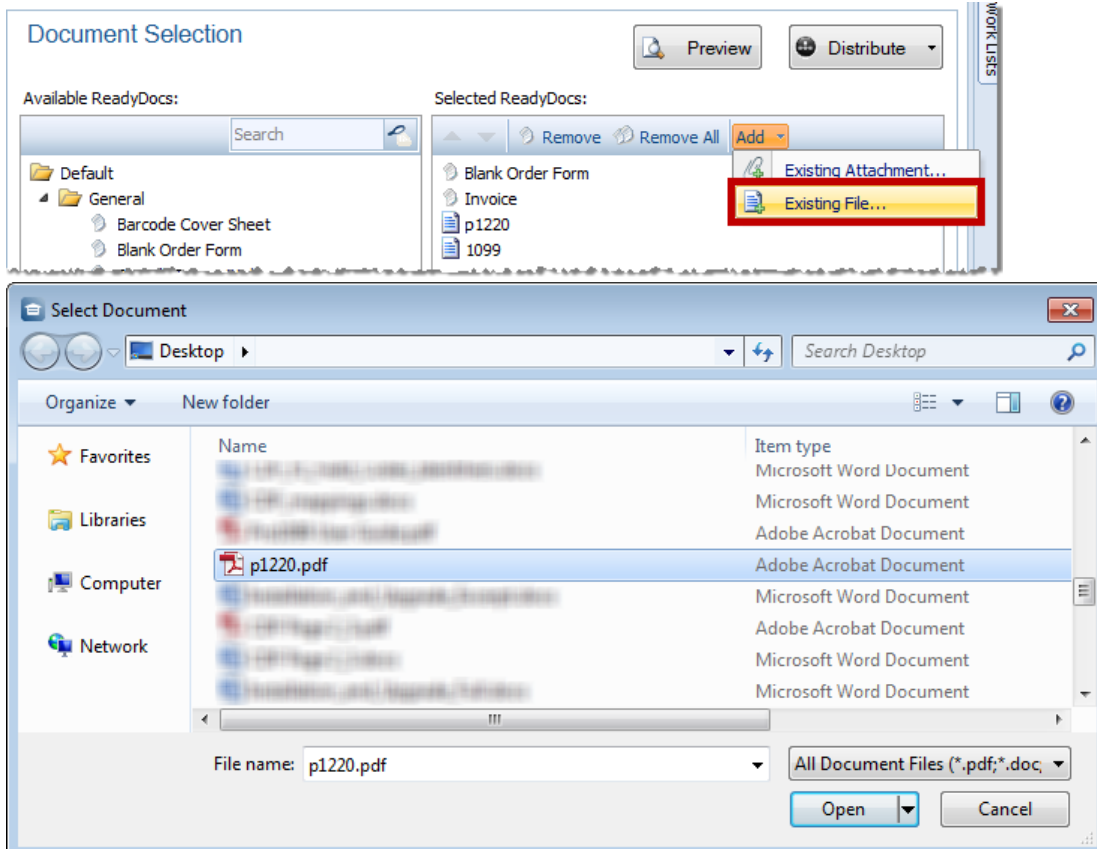 Document Selection
Preview
Distribute
Work Lists
Available ReadyDocs:
Selected ReadyDocs:
Search
Remove
Remove All
Add
Default
Blank Order Form
Existing Attachment...
General
Invoice
Existing File...
Barcode Cover Sheet
p1220
Blank Order Form
1099
Select Document
Desktop
Search Desktop
Organize
New folder
Favorites
Libraries
Computer
Network
Name
Item type
Microsoft Word Document
Microsoft Word Document
Adobe Acrobat Document
p1220.pdf
Adobe Acrobat Document
Microsoft Word Document
Adobe Acrobat Document
Microsoft Word Document
Microsoft Word Document
File name:
p1220.pdf
All Document Files (*.pdf;*.doc;
Open
Cancel